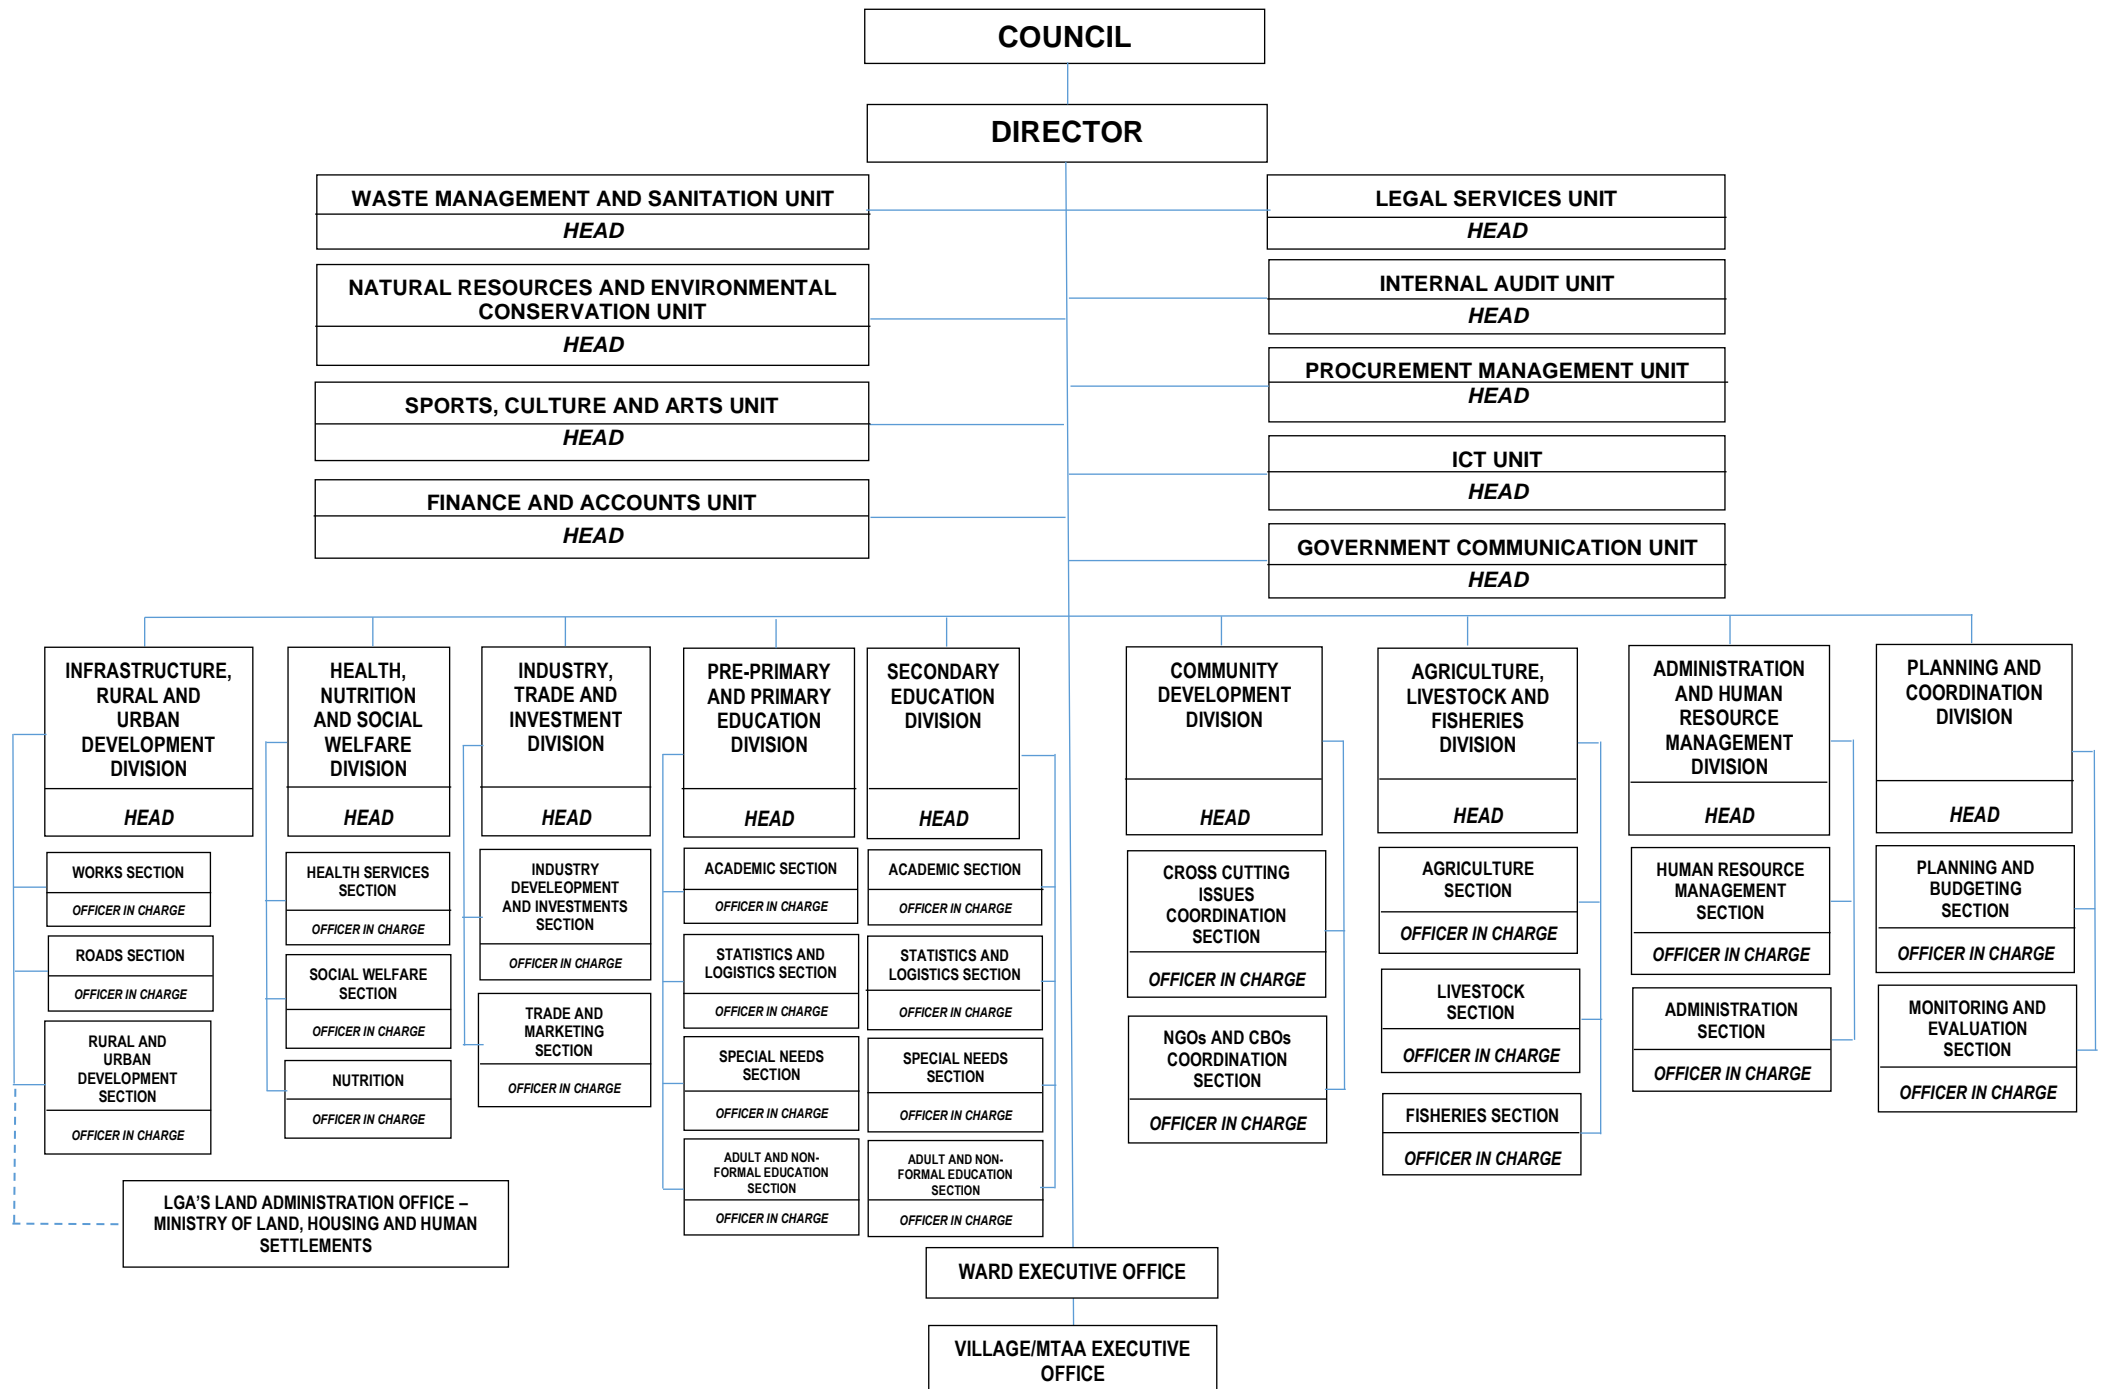 COUNCIL
DIRECTOR
WASTE MANAGEMENT AND SANITATION UNIT
HEAD
LEGAL SERVICES UNIT
HEAD
NATURAL RESOURCES AND ENVIRONMENTAL
CONSERVATION UNIT
HEAD
INTERNAL AUDIT UNIT
HEAD
PROCUREMENT MANAGEMENT UNIT
HEAD
SPORTS, CULTURE AND ARTS UNIT
HEAD
ICT UNIT
HEAD
FINANCE AND ACCOUNTS UNIT
HEAD
GOVERNMENT COMMUNICATION UNIT
HEAD
INFRASTRUCTURE,
RURAL AND
URBAN
DEVELOPMENT
DIVISION
HEAD
WORKS SECTION
OFFICER IN CHARGE
ROADS SECTION
OFFICER IN CHARGE
RURAL AND
URBAN
DEVELOPMENT
SECTION
OFFICER IN CHARGE
LGA'S LAND ADMINISTRATION OFFICE –
MINISTRY OF LAND, HOUSING AND HUMAN
SETTLEMENTS
HEALTH,
NUTRITION
AND SOCIAL
WELFARE
DIVISION
HEAD
HEALTH SERVICES
SECTION
OFFICER IN CHARGE
SOCIAL WELFARE
SECTION
OFFICER IN CHARGE
NUTRITION
OFFICER IN CHARGE
INDUSTRY,
TRADE AND
INVESTMENT
DIVISION
HEAD
INDUSTRY
DEVELEOPMENT
AND INVESTMENTS
SECTION
OFFICER IN CHARGE
TRADE AND
MARKETING
SECTION
OFFICER IN CHARGE
PRE-PRIMARY
AND PRIMARY
EDUCATION
DIVISION
HEAD
ACADEMIC SECTION
OFFICER IN CHARGE
STATISTICS AND
LOGISTICS SECTION
OFFICER IN CHARGE
SPECIAL NEEDS
SECTION
OFFICER IN CHARGE
ADULT AND NON-
FORMAL EDUCATION
SECTION
OFFICER IN CHARGE
SECONDARY
EDUCATION
DIVISION
HEAD
ACADEMIC SECTION
OFFICER IN CHARGE
STATISTICS AND
LOGISTICS SECTION
OFFICER IN CHARGE
SPECIAL NEEDS
SECTION
OFFICER IN CHARGE
ADULT AND NON-
FORMAL EDUCATION
SECTION
OFFICER IN CHARGE
COMMUNITY
DEVELOPMENT
DIVISION
HEAD
CROSS CUTTING
ISSUES
COORDINATION
SECTION
OFFICER IN CHARGE
NGOs AND CBOs
COORDINATION
SECTION
OFFICER IN CHARGE
AGRICULTURE,
LIVESTOCK AND
FISHERIES
DIVISION
HEAD
AGRICULTURE
SECTION
OFFICER IN CHARGE
LIVESTOCK
SECTION
OFFICER IN CHARGE
FISHERIES SECTION
OFFICER IN CHARGE
ADMINISTRATION
AND HUMAN
RESOURCE
MANAGEMENT
DIVISION
HEAD
HUMAN RESOURCE
MANAGEMENT
SECTION
OFFICER IN CHARGE
ADMINISTRATION
SECTION
OFFICER IN CHARGE
PLANNING AND
COORDINATION
DIVISION
HEAD
PLANNING AND
BUDGETING
SECTION
OFFICER IN CHARGE
MONITORING AND
EVALUATION
SECTION
OFFICER IN CHARGE
WARD EXECUTIVE OFFICE
VILLAGE/MTAA EXECUTIVE
OFFICE